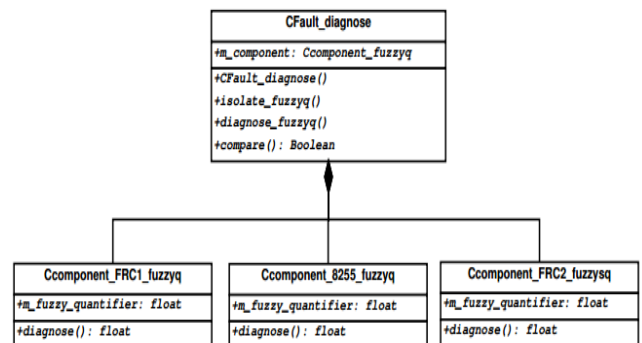 CFault_diagnose
+m_component: Ccomponent_fuzzyq
+CFault_diagnose()
+isolate_fuzzyq()
+diagnose_fuzzyq()
+compare(): Boolean
Ccomponent_FRC1_fuzzyq
+m_fuzzy_quantifier: float
+diagnose(): float
Ccomponent_8255_fuzzyq
+m_fuzzy_quantifier: float
+diagnose(): float
Ccomponent_FRC2_fuzzysq
+m_fuzzy_quantifier: float
+diagnose(): float